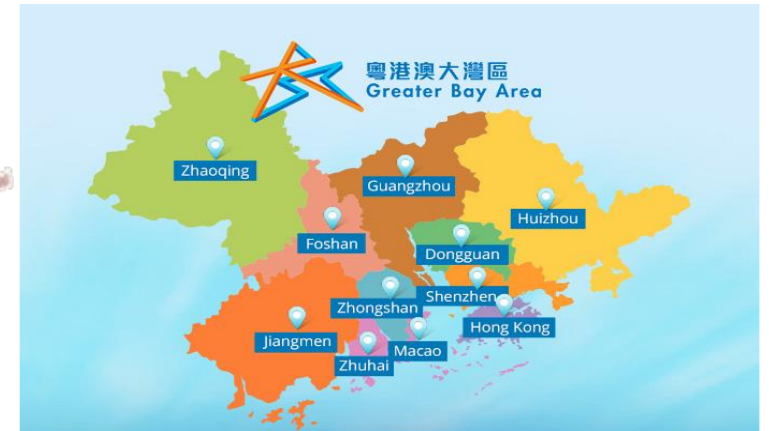 粵港澳大灣區
Greater Bay Area
Zhaoqing
Guangzhou
Huizhou
Foshan
Dongguan
Shenzhen
Zhongshan
Hong Kong
Jiangmen
Macao
Zhuhai